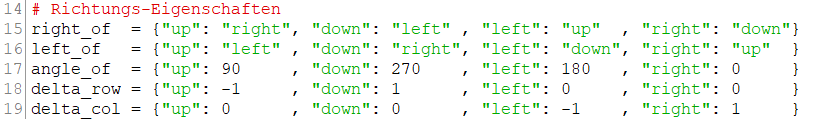 14 # Richtungs-Eigenschaften
15 right_of  = {"up": "right", "down": "left" , "left": "up"  , "right": "down"}
16 left_of   = {"up": "left" , "down": "right", "left": "down", "right": "up"  }
17 angle_of  = {"up": 90     , "down": 270    , "left": 180   , "right": 0     }
18 delta_row = {"up": -1     , "down": 1      , "left": 0     , "right": 0     }
19 delta_col = {"up": 0      , "down": 0      , "left": -1    , "right": 1     }